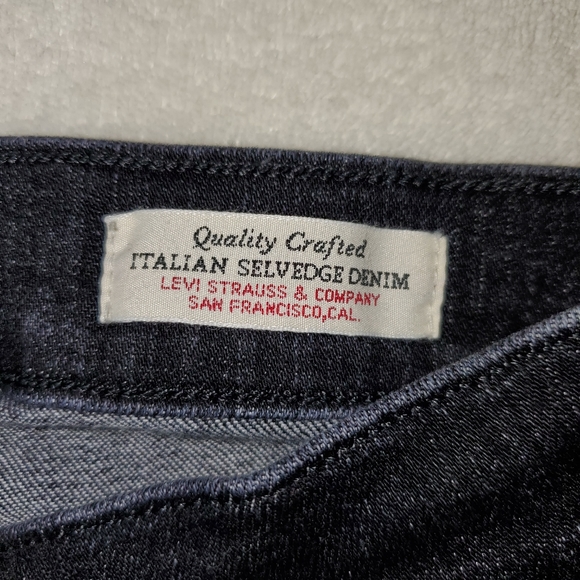 Quality Crafted
ITALIAN SELVEDGE DENIM
LEVI STRAUSS & COMPANY
SAN FRANCISCO,CAL.